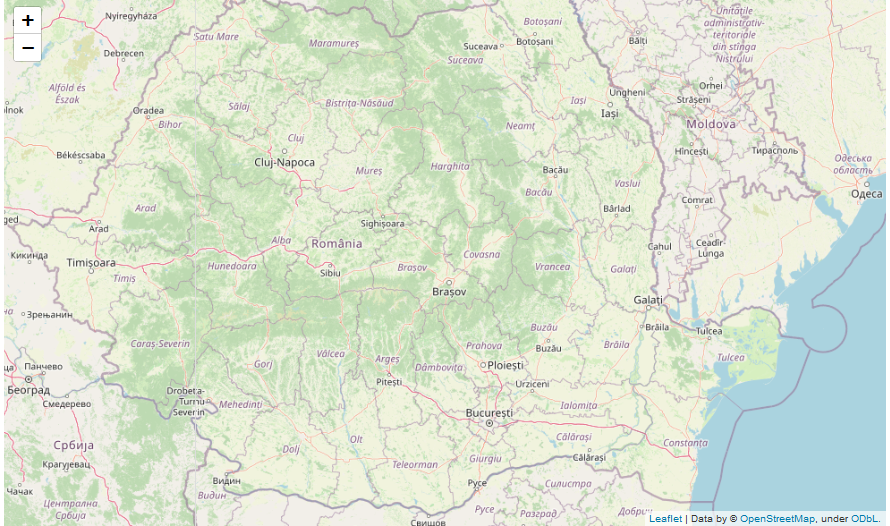 +
−
Nyíregyháza
Botoșani
Unitățile
administrativ-
teritoriale
din stînga
Nistrului
Satu Mare
Maramureș
Suceava
Botoșani
Bălți
Debrecen
Suceava
Alföld és
Észak
Orhei
Ungheni
Strășeni
olnok
Oradea
Sălaj
Bistrița-Năsăud
Iași
Iași
Bihor
Neamț
Moldova
Cluj
Békéscsaba
Cluj-Napoca
Hîncești
Тирасполь
Одеська
область
Mureș
Harghita
Bacău
Vaslui
Одеса
Arad
Bacău
Comrat
Bârlad
ged
Arad
Sighișoara
Alba
România
Cahul
Ceadîr-
Lunga
Кикинда
Timișoara
Hunedoara
Sibiu
Brașov
Covasna
Vrancea
Galați
Timiș
Brașov
Galați
Зрењанин
Brăila
Tulcea
Caraș-Severin
Vâlcea
Argeș
Prahova
Buzău
Buzău
Brăila
Tulcea
ца
Панчево
Gorj
Dâmbovița
Ploiești
Београд
Pitești
Urziceni
Смедерево
Drobeta-
Turnu
Severin
Mehedinți
București
Ialomița
Србија
Olt
Călărași
Constanța
Dolj
Крагујевац
Teleorman
Giurgiu
Călărași
Чачак
Видин
Русе
Силистра
Централна
Србија
Видин
Свищов
Русе
Разград
Добрич
Leaflet | Data by © OpenStreetMap, under ODbL.